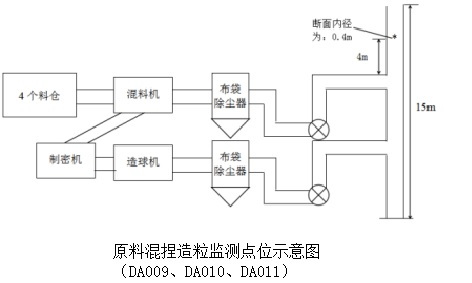 断面内径
为：0.4m
*
4m
15m
4 个料仓
混料机
布袋
除尘器
制密机
造球机
布袋
除尘器
原料混捏造粒监测点位示意图
（DA009、DA010、DA011）